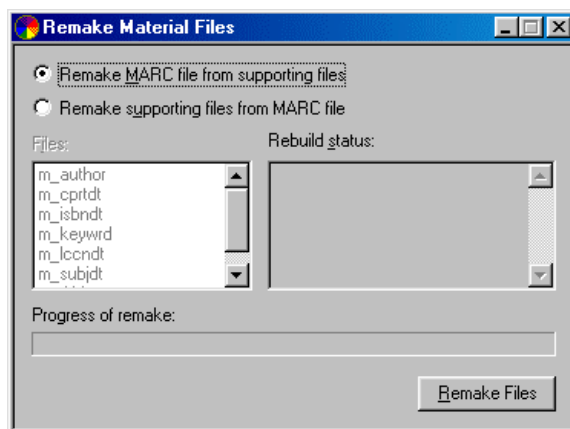 Remake Material Files
Remake MARC file from supporting files
Remake supporting files from MARC file
Files:
Rebuild status:
m_author
m_cprtdt
m_isbndt
m_keywrd
m_lccndt
m_subjdt
Progress of remake:
Remake Files